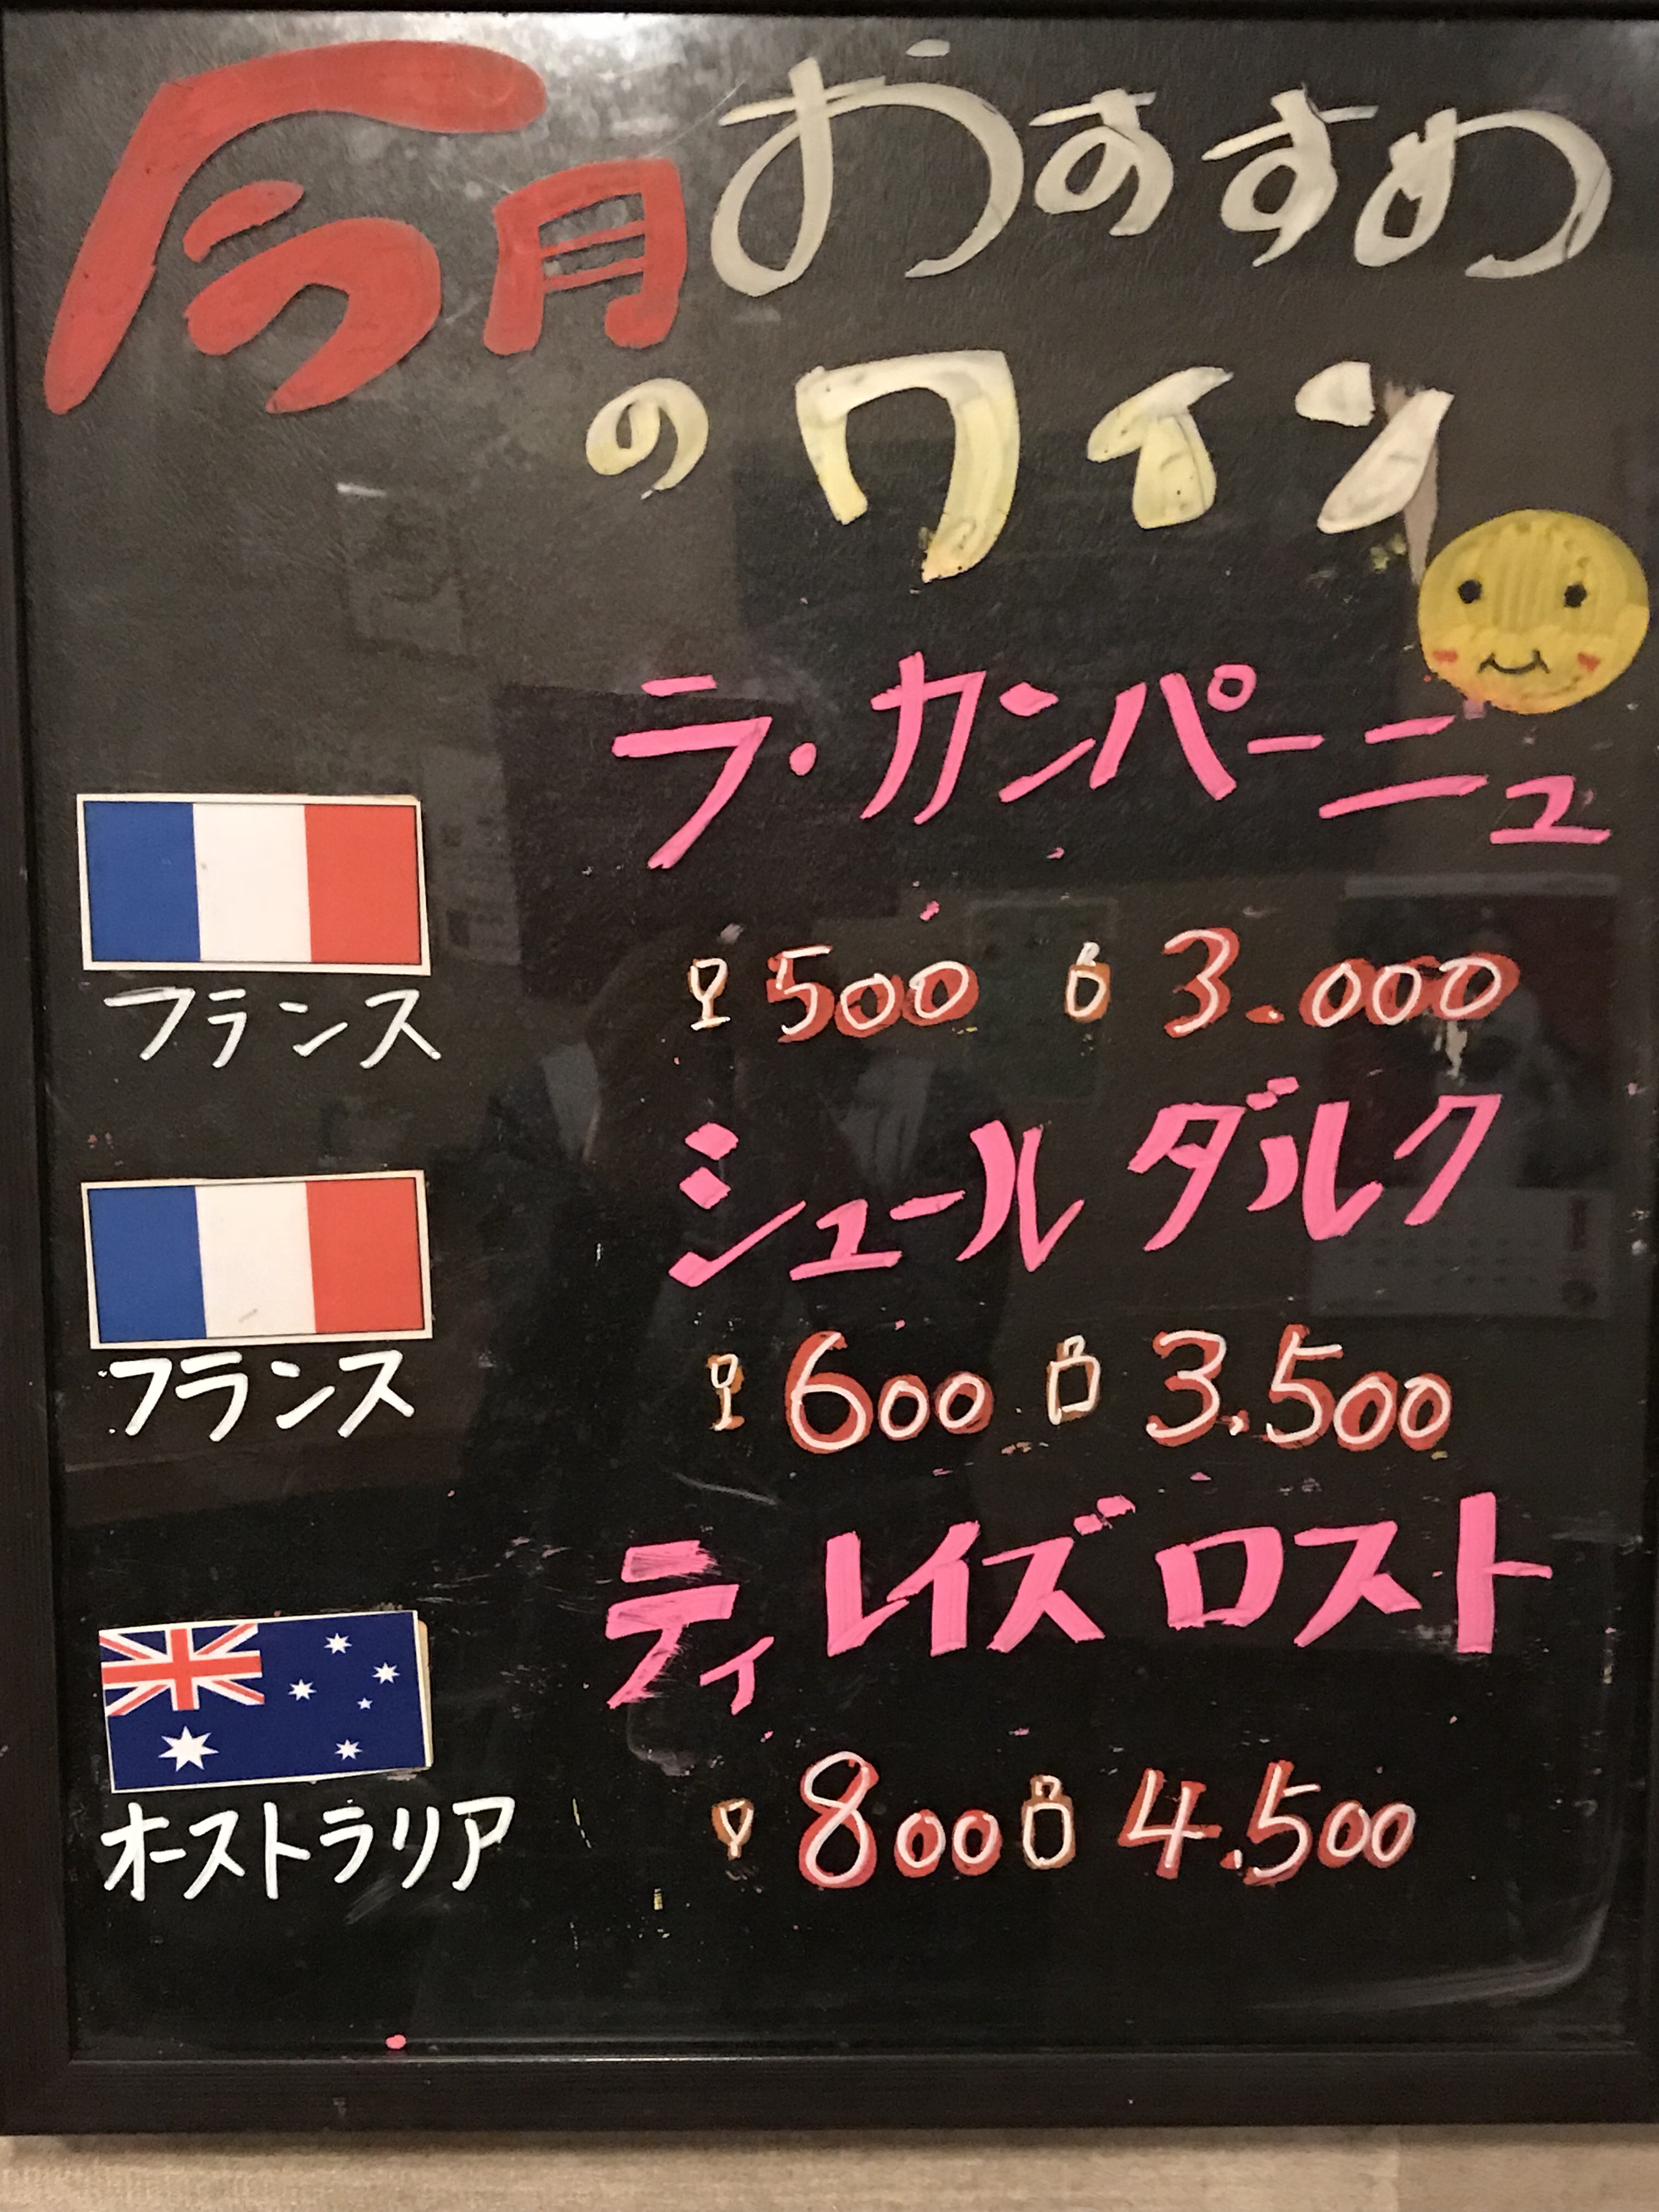 今月おすすめ
のワイン
ラ・カンパーニュ
フランス
500 3.000
シュール ダルク
フランス
600 3,500
ティレイズ ロスト
オーストラリア
800 4.500